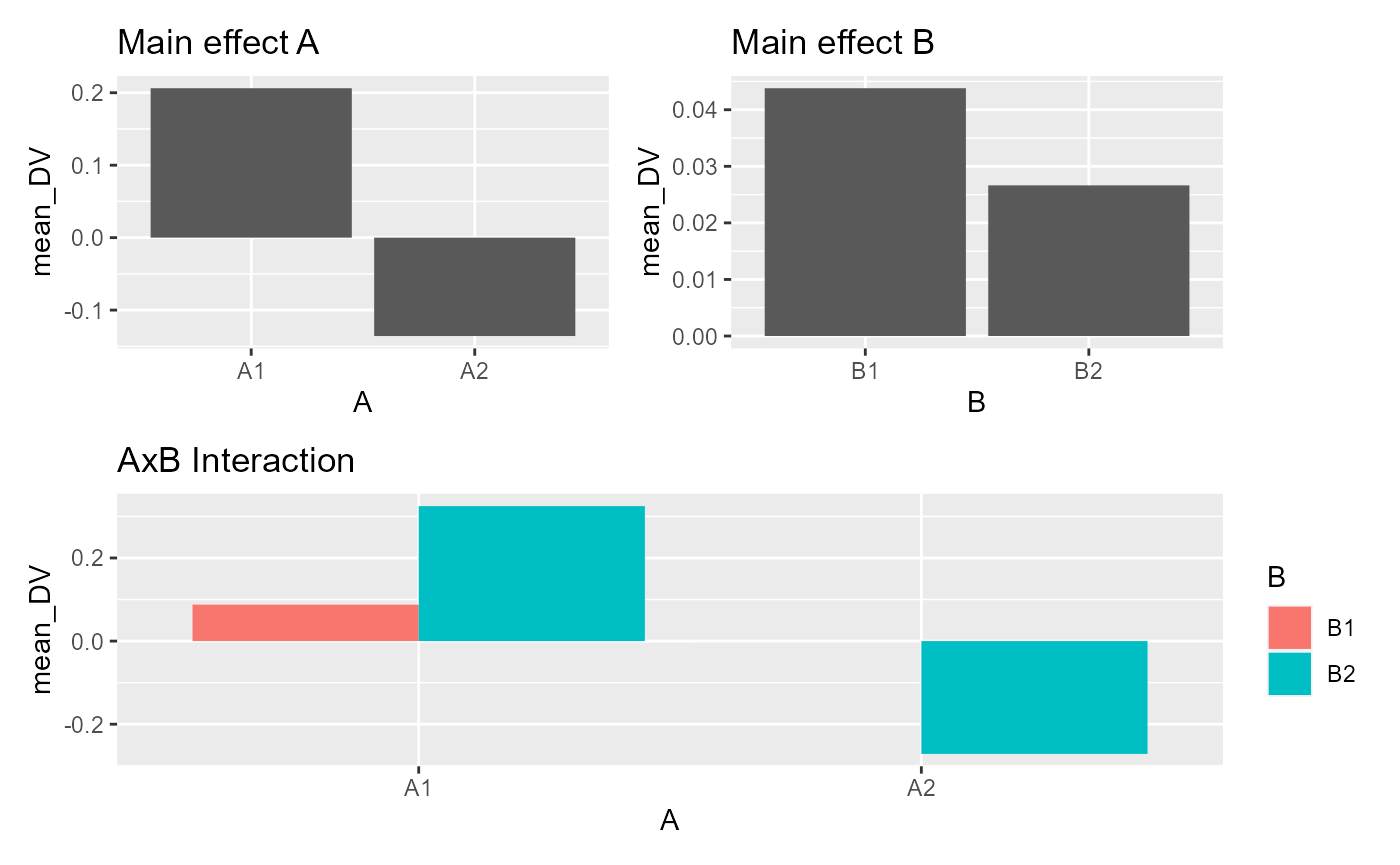 Main effect A
mean_DV
0.2
0.1
0.0
-0.1
A1
A2
A
Main effect B
mean_DV
0.04
0.03
0.02
0.01
0.00
B1
B2
B
AxB Interaction
mean_DV
0.2
0.0
-0.2
A1
A2
A
B
B1
B2